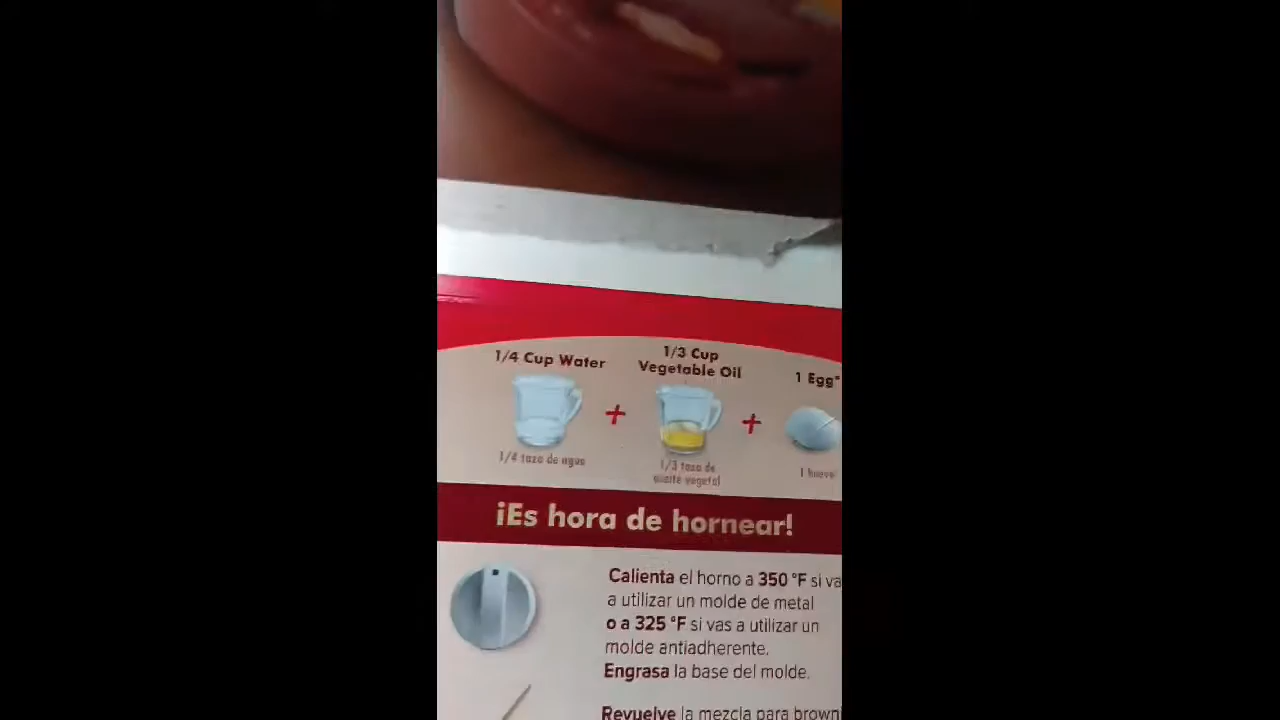 1/4 Cup Water
1/3 Cup
Vegetable Oil
1 Egg*
+
+
1/4 taza de agua
1/3 taza de
aceite vegetal
1 huevo
¡Es hora de hornear!
Calienta el horno a 350 °F si va
a utilizar un molde de metal
o a 325 °F si vas a utilizar un
molde antiadherente.
Engrasa la base del molde.
Revuelve la mezcla para browni